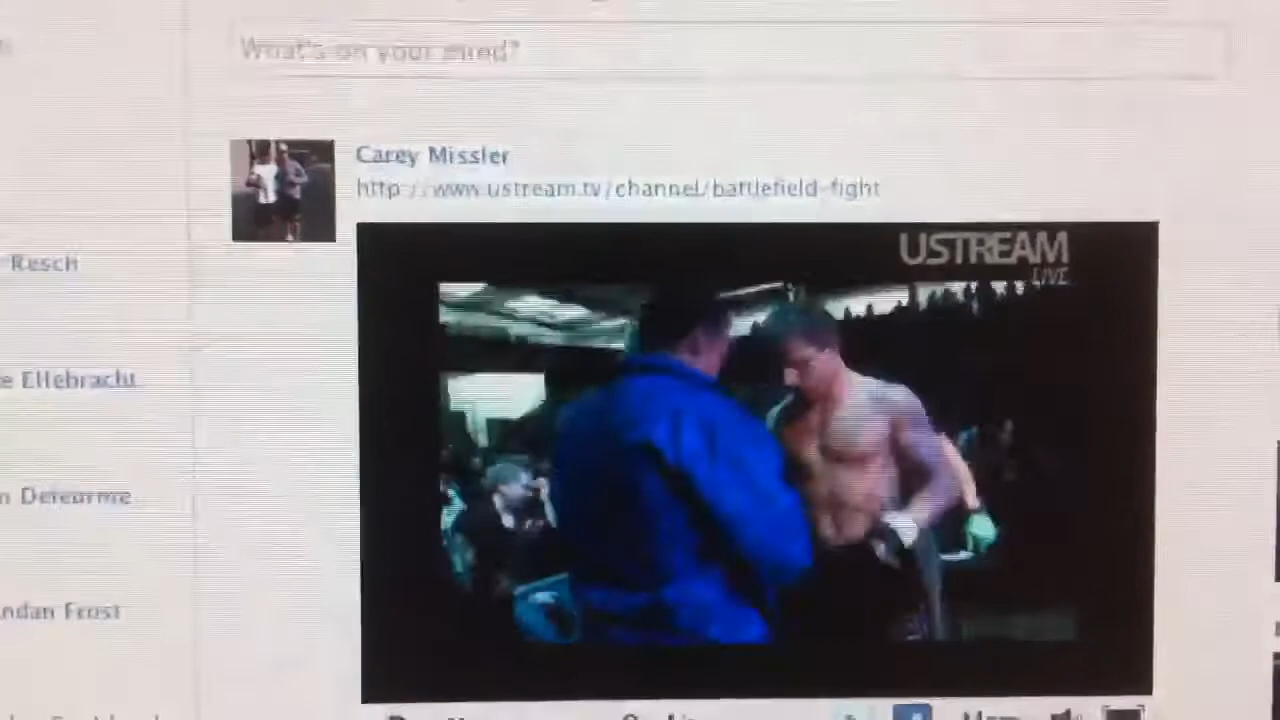 What's on your mind?
Carey Missler
http://www.ustream.tv/channel/battlefield-fight
USTREAM
LIVE
Resch
e Ellebracht
ndan Frost